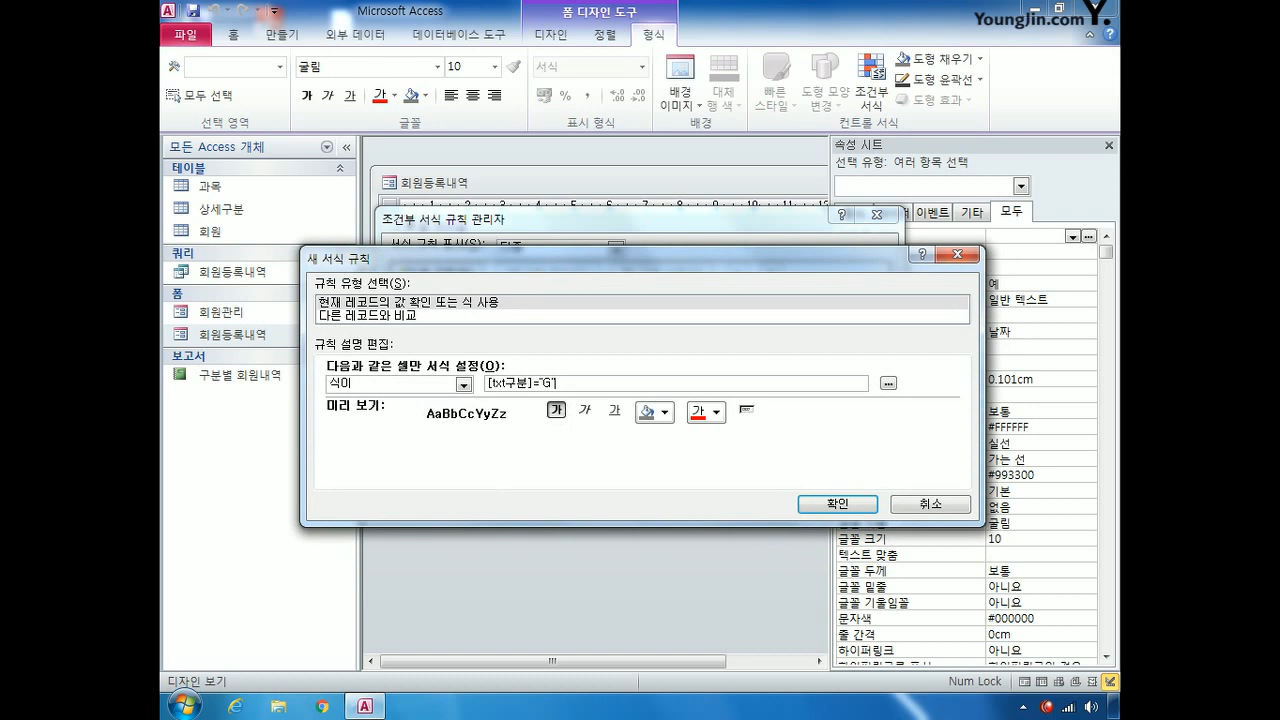 Microsoft Access
폼 디자인 도구
YoungJin.com Y.
파일 홈 만들기 외부 데이터 데이터베이스 도구 디자인 정렬 형식
굴림 10 서식
모두 선택
가 가 가 가
배경 이미지
대체 행 색
빠른 스타일
도형 모양 변경
조건부 서식
도형 채우기
도형 윤곽선
도형 효과
선택 영역 글꼴 표시 형식 배경 컨트롤 서식
모든 Access 개체
테이블
과목
상세구분
회원
쿼리
회원등록내역
폼
회원관리
회원등록내역
보고서
구분별 회원내역
회원등록내역
조건부 서식 규칙 관리자
새 서식 규칙
규칙 유형 선택(S):
현재 레코드의 값 확인 또는 식 사용
다른 레코드와 비교
규칙 설명 편집:
다음과 같은 셀만 서식 설정(O):
식이 [txt구분]="G"
미리 보기: AaBbCcYyZz 가 가 가 가
확인 취소
속성 시트
선택 유형: 여러 항목 선택
이벤트 기타 모두
예
일반 텍스트
날짜
0.101cm
보통
#FFFFFF
실선
가는 선
#993300
기본
없음
굴림
글꼴 크기 10
텍스트 맞춤
글꼴 두께 보통
글꼴 밑줄 아니요
글꼴 기울임꼴 아니요
문자색 #000000
줄 간격 0cm
하이퍼링크 아니요
디자인 보기
Num Lock